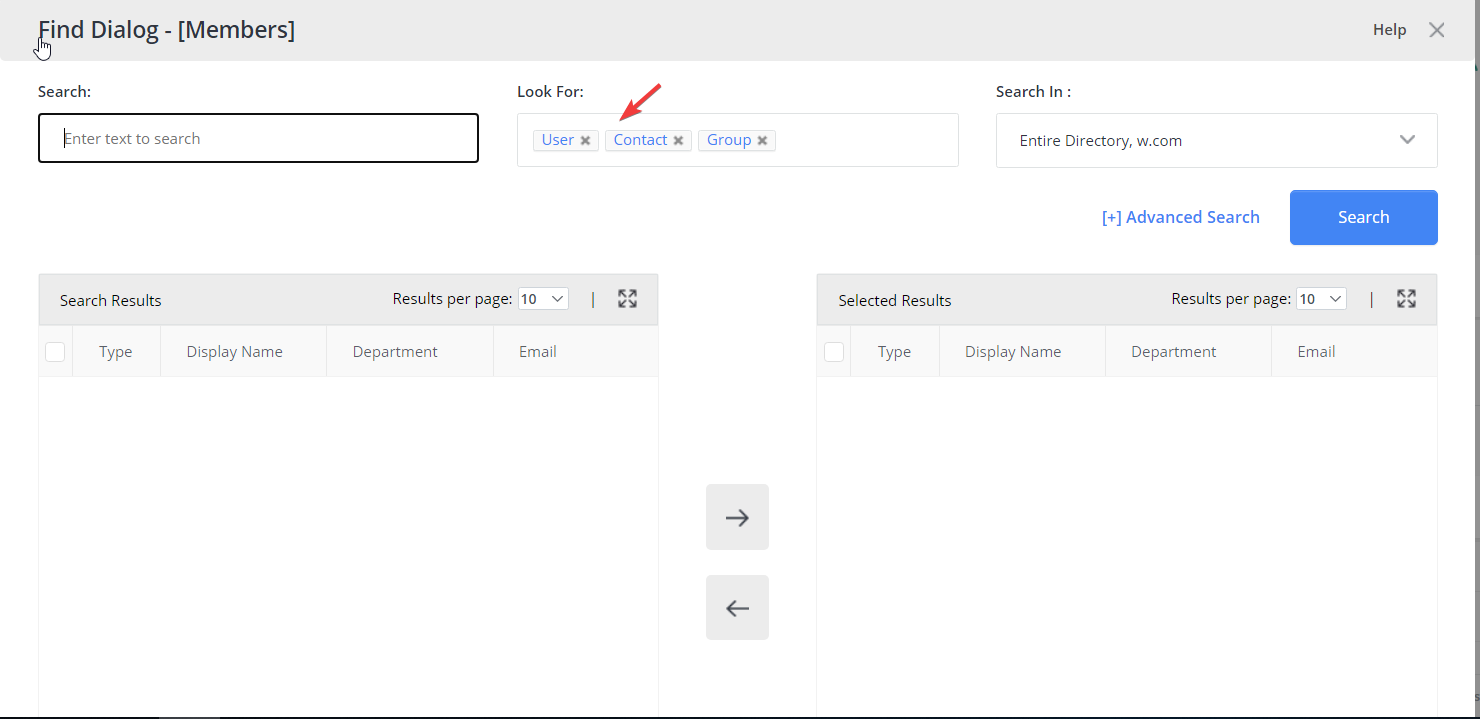 Find Dialog - [Members]
Help
Search:
Look For:
Search In :
Enter text to search
User
Contact
Group
Entire Directory, w.com
[+] Advanced Search
Search
Search Results
Results per page: 10
|
Selected Results
Results per page: 10
|
Type
Display Name
Department
Email
Type
Display Name
Department
Email